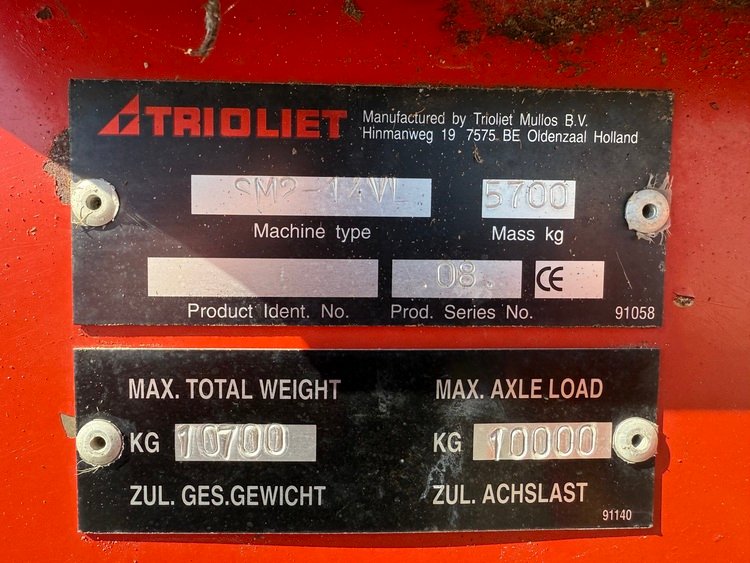 TRIOLIET
Manufactured by Trioliet Mullos B.V.
Hinmanweg 19 7575 BE Oldenzaal Holland
SM2-14VL 5700
Machine type Mass kg
08. CE
Product Ident. No. Prod. Series No. 91058
MAX. TOTAL WEIGHT MAX. AXLE LOAD
KG 10700 KG 10000
ZUL. GES.GEWICHT ZUL. ACHSLAST
91140